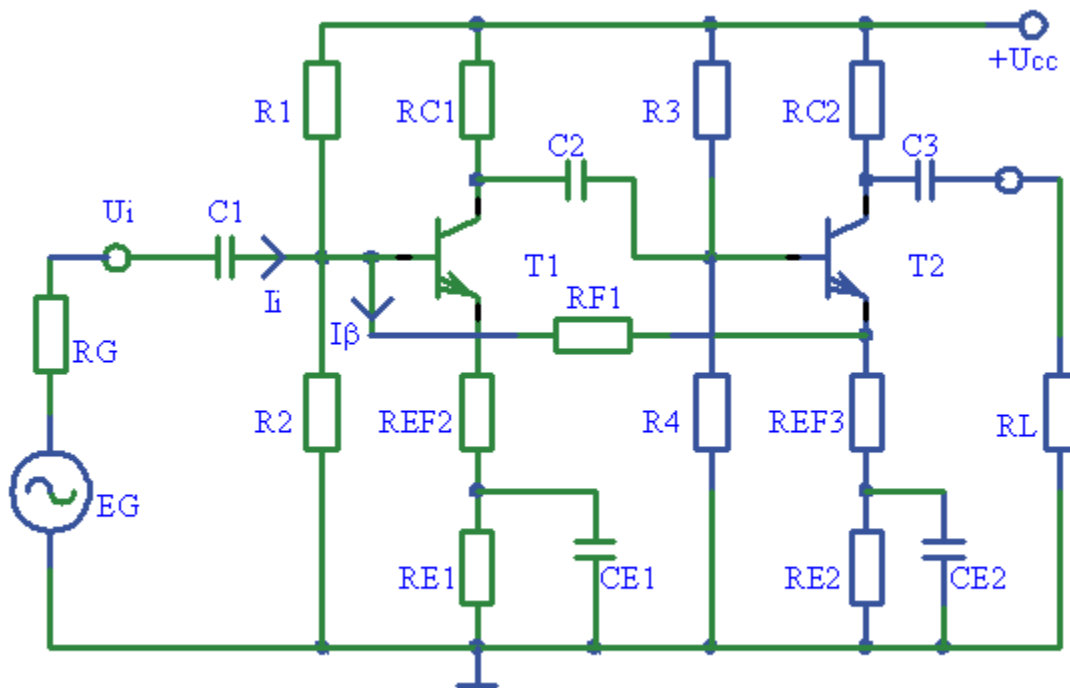 +Ucc
R1
RC1
R3
RC2
C2
C3
Ui
C1
T1
T2
Ii
RF1
Iβ
RG
R2
REF2
R4
REF3
RL
EG
RE1
CE1
RE2
CE2